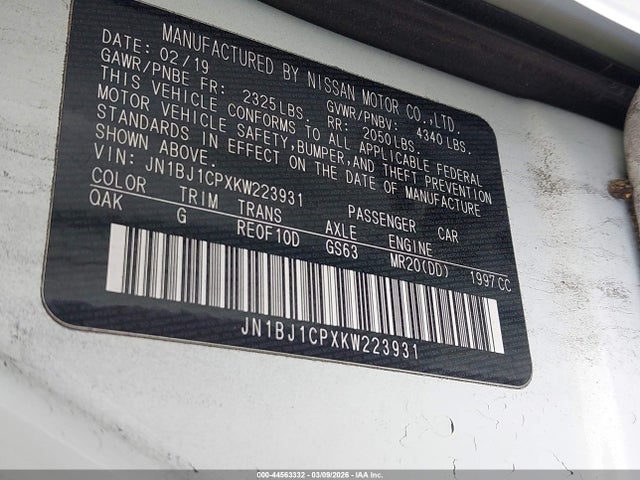 MANUFACTURED BY NISSAN MOTOR CO.,LTD.
DATE: 02/19 GVWR/PNBV: 4340 LBS.
GAWR/PNBE FR: 2325LBS. RR: 2050LBS.
THIS VEHICLE CONFORMS TO ALL APPLICABLE FEDERAL
MOTOR VEHICLE SAFETY,BUMPER,AND THEFT PREVENTION
STANDARDS IN EFFECT ON THE DATE OF MANUFACTURE
SHOWN ABOVE.
VIN: JN1BJ1CPXKW223931 PASSENGER CAR
COLOR TRIM TRANS AXLE ENGINE
QAK G RE0F10D GS63 MR20(DD) 1997CC
JN1BJ1CPXKW223931
C00-44563332 - 03/09/2026 - IAA Inc.